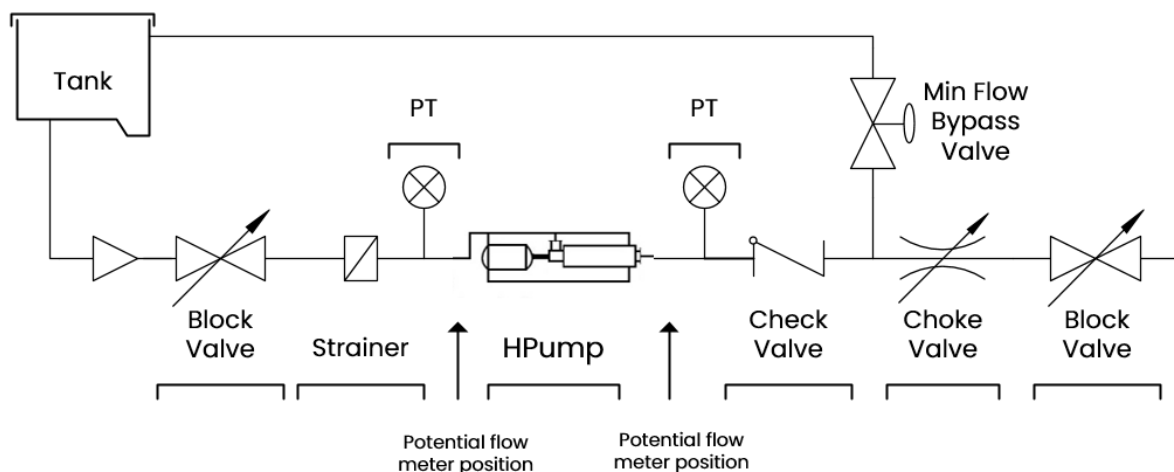 Tank
PT
PT
Min Flow
Bypass
Valve
Block
Valve
Strainer
HPump
Check
Valve
Choke
Valve
Block
Valve
Potential flow
meter position
Potential flow
meter position